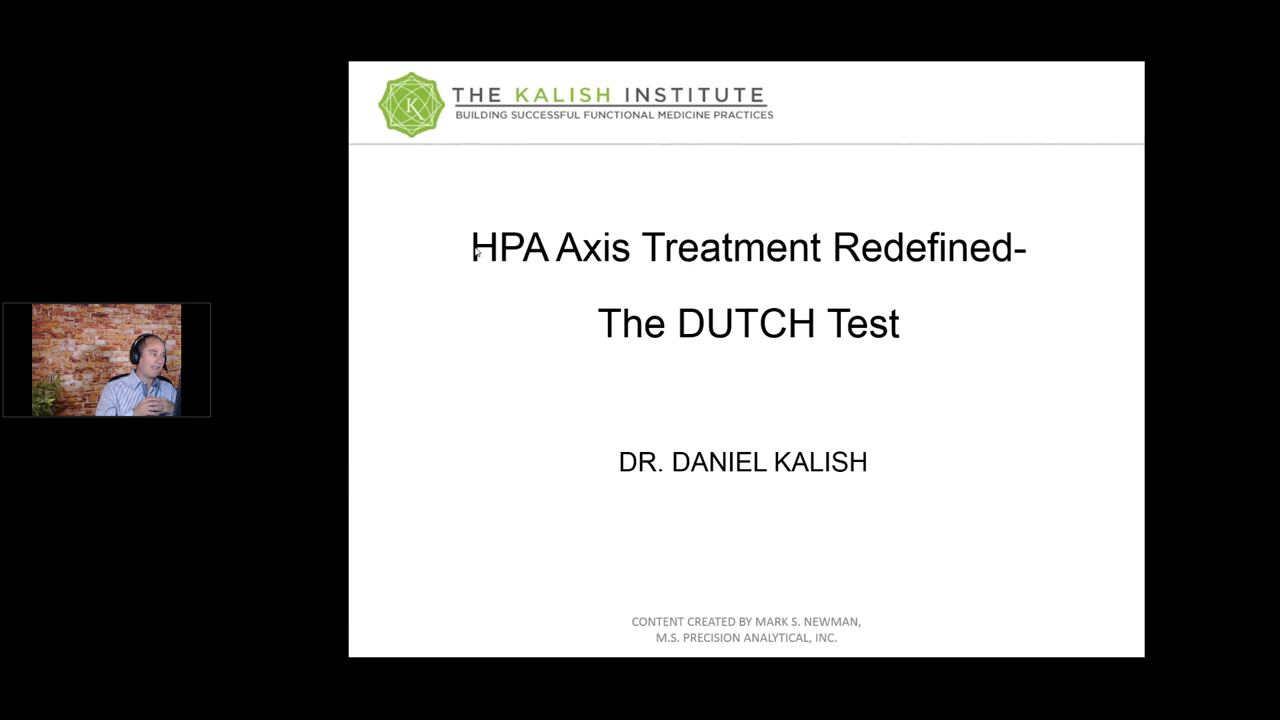 K
THE KALISH INSTITUTE
BUILDING SUCCESSFUL FUNCTIONAL MEDICINE PRACTICES
HPA Axis Treatment Redefined-
The DUTCH Test
DR. DANIEL KALISH
CONTENT CREATED BY MARK S. NEWMAN,
M.S. PRECISION ANALYTICAL, INC.